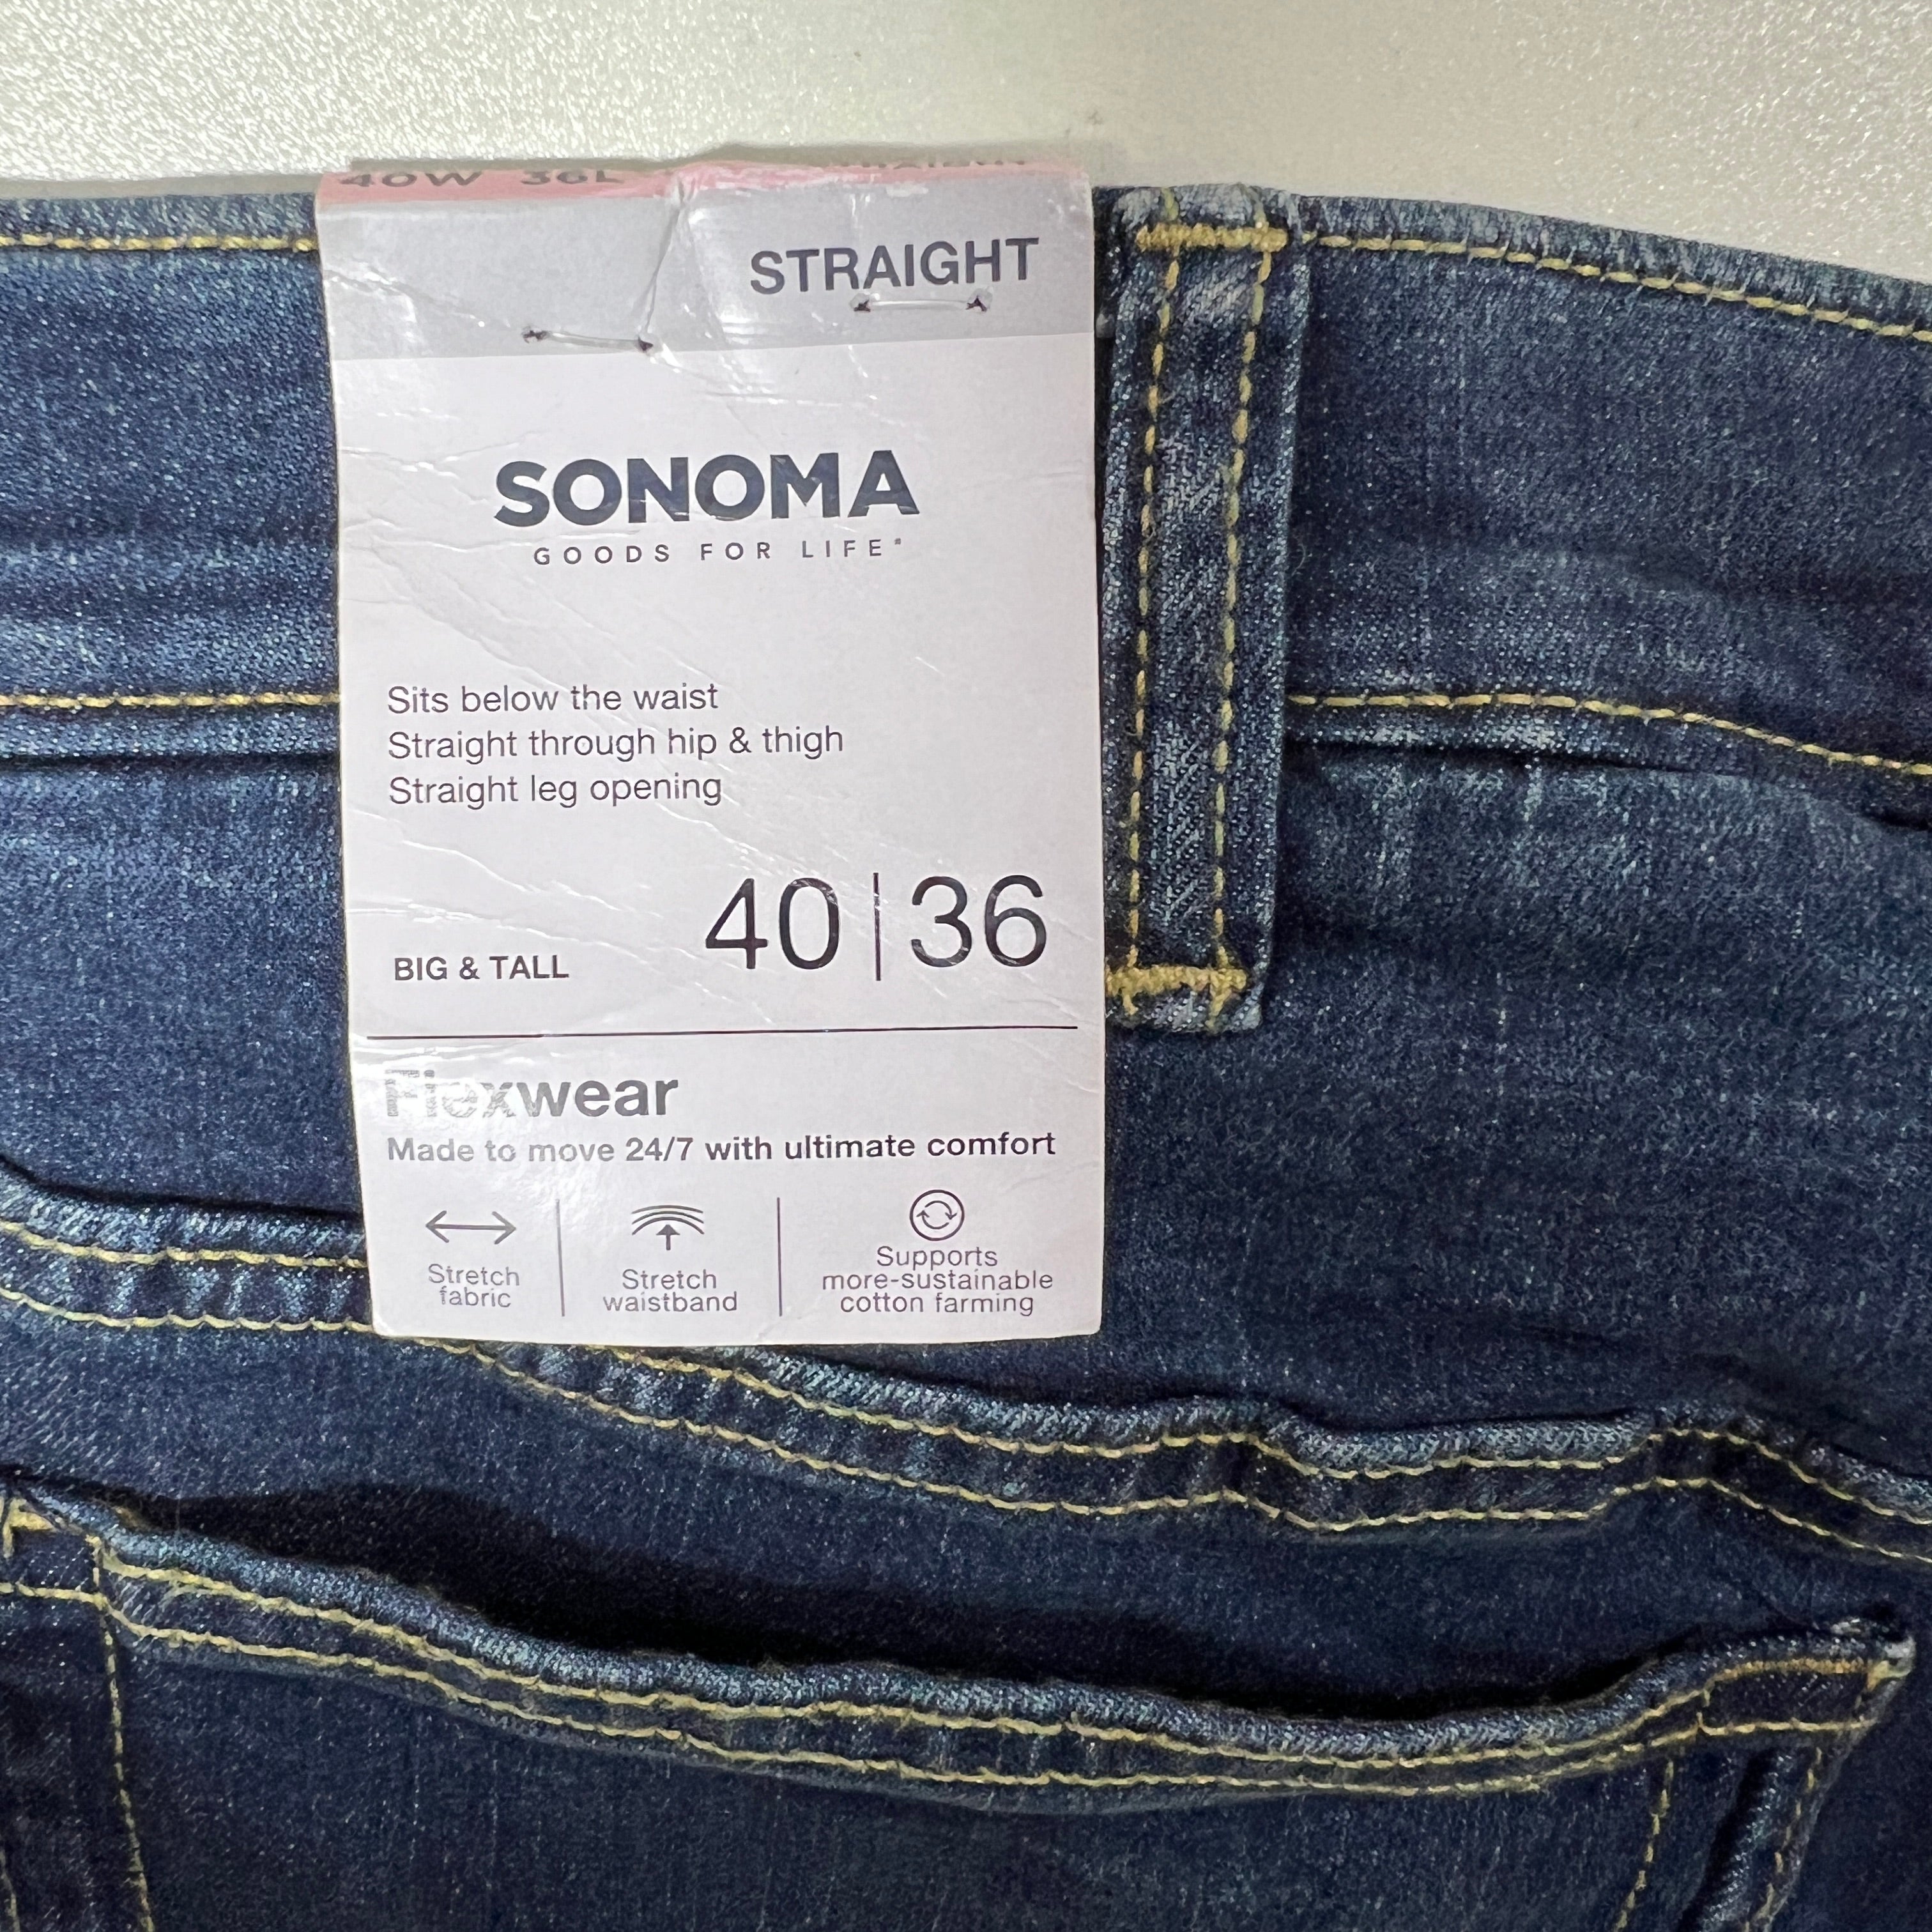 40W 36L STRAIGHT
STRAIGHT
SONOMA
GOODS FOR LIFE
Sits below the waist
Straight through hip & thigh
Straight leg opening
BIG & TALL 40|36
Flexwear
Made to move 24/7 with ultimate comfort
Stretch
fabric
Stretch
waistband
Supports
more-sustainable
cotton farming